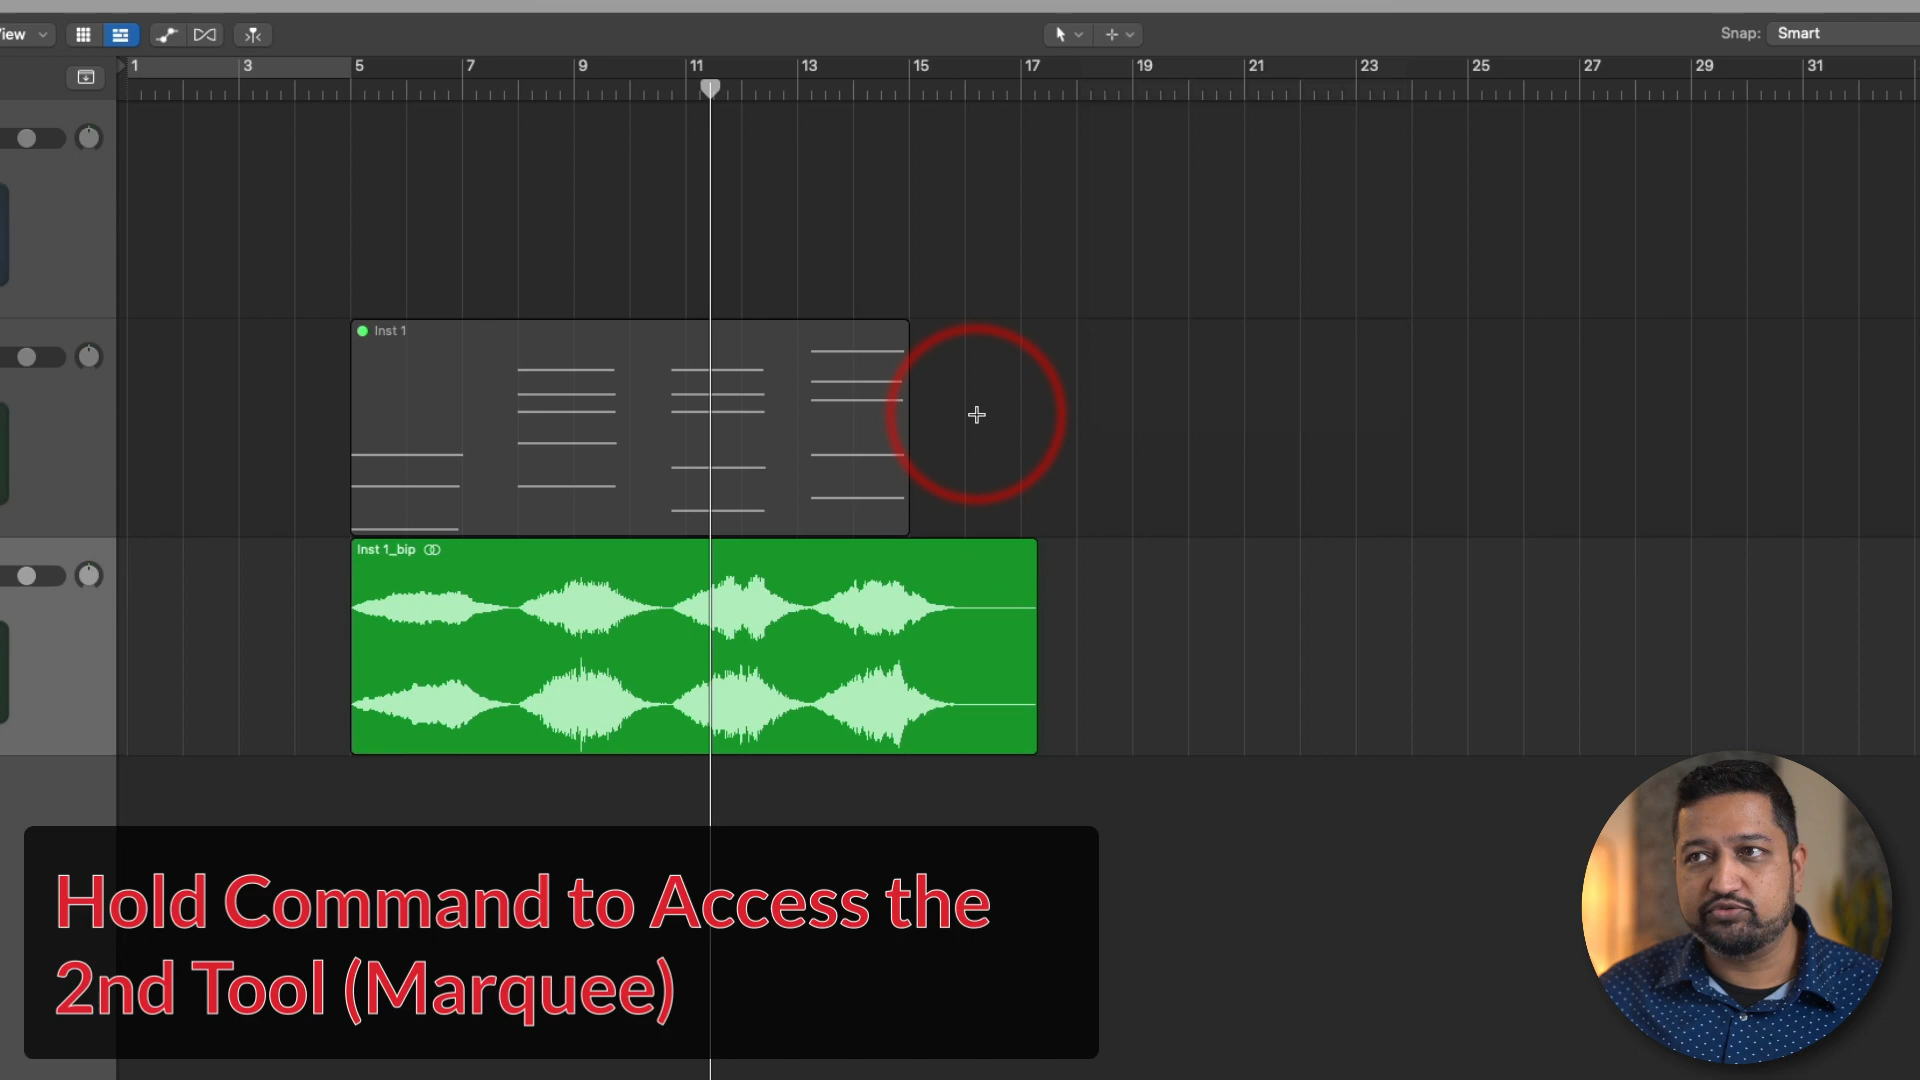 View
Snap: Smart
1 3 5 7 9 11 13 15 17 19 21 23 25 27 29 31
Inst 1
Inst 1_bip
Hold Command to Access the
2nd Tool (Marquee)